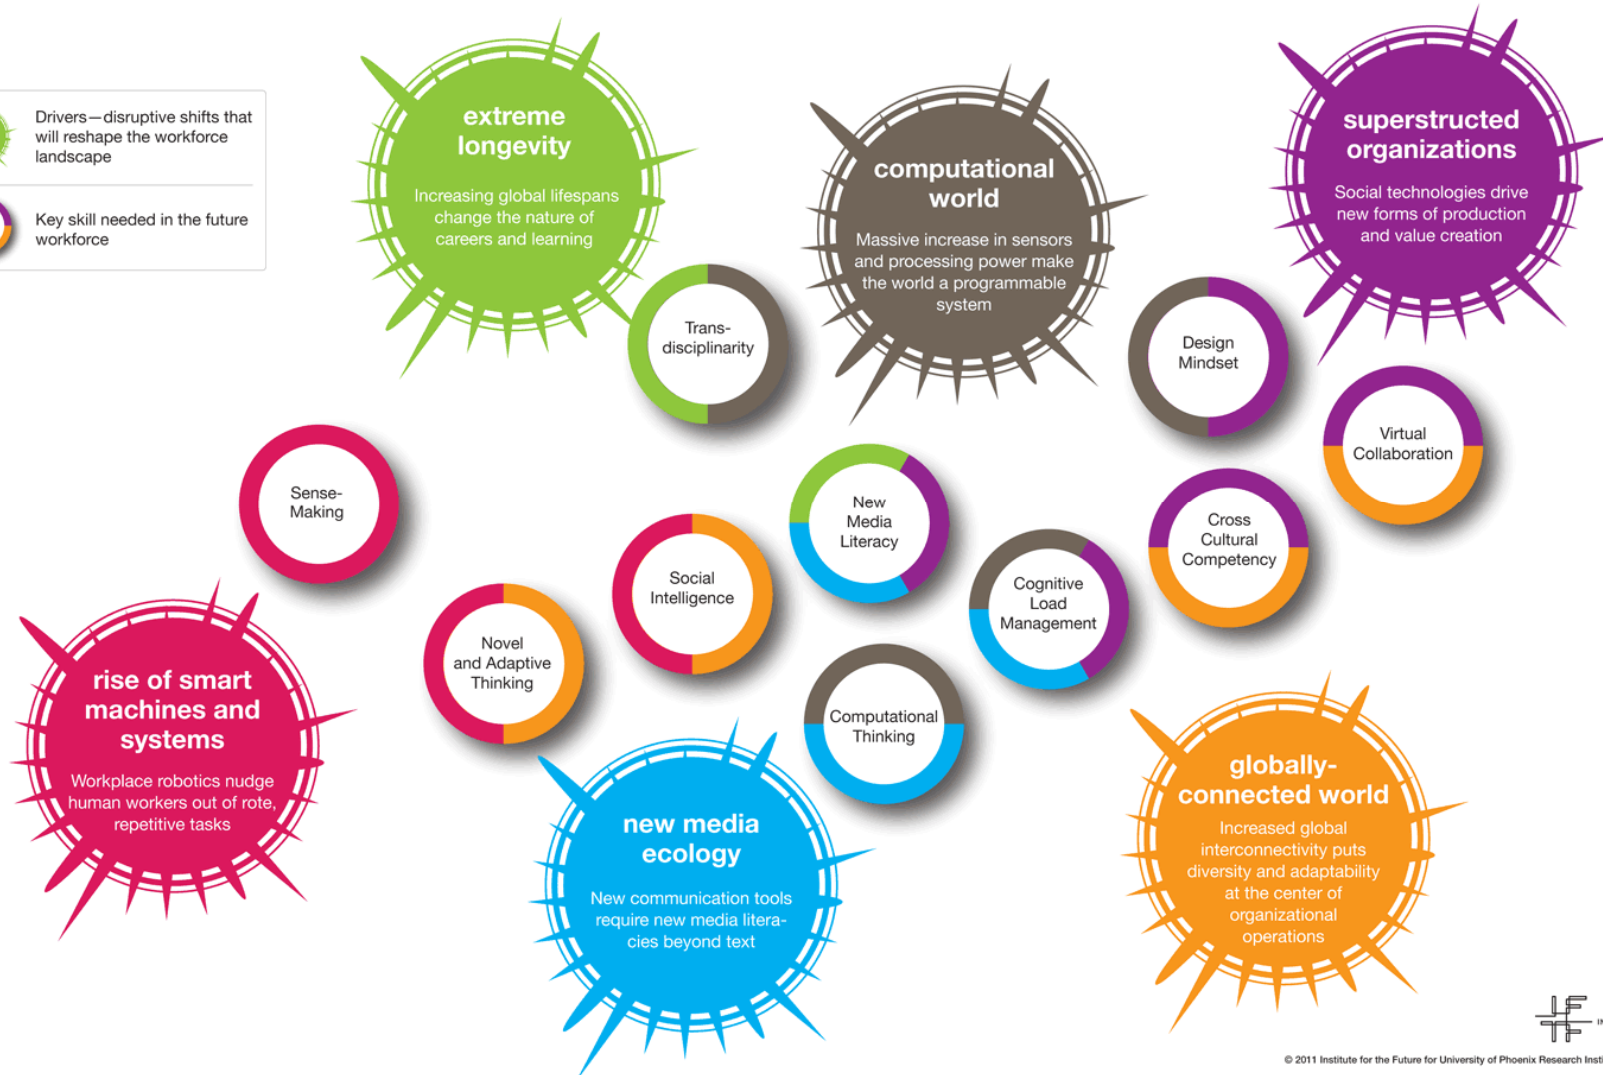 Drivers—disruptive shifts that
will reshape the workforce
landscape
Key skill needed in the future
workforce
extreme
longevity
Increasing global lifespans
change the nature of
careers and learning
computational
world
Massive increase in sensors
and processing power make
the world a programmable
system
superstructed
organizations
Social technologies drive
new forms of production
and value creation
Trans-
disciplinarity
Design
Mindset
Virtual
Collaboration
Sense-
Making
New
Media
Literacy
Cross
Cultural
Competency
Social
Intelligence
Cognitive
Load
Management
Novel
and Adaptive
Thinking
Computational
Thinking
rise of smart
machines and
systems
Workplace robotics nudge
human workers out of rote,
repetitive tasks
new media
ecology
New communication tools
require new media litera-
cies beyond text
globally-
connected world
Increased global
interconnectivity puts
diversity and adaptability
at the center of
organizational
operations
© 2011 Institute for the Future for University of Phoenix Research